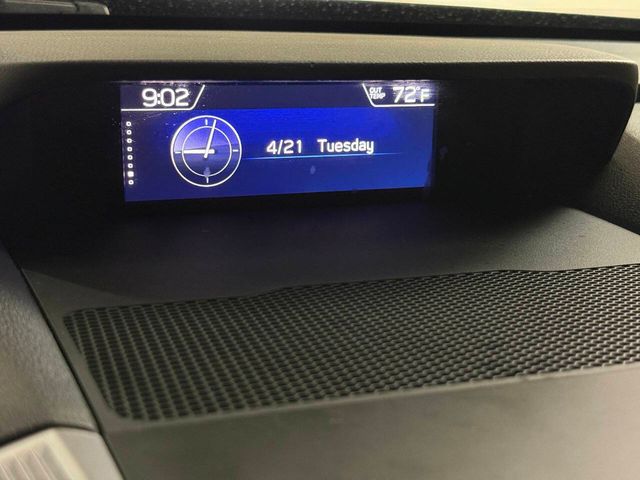 9:02
OUT TEMP 72°F
4/21 Tuesday